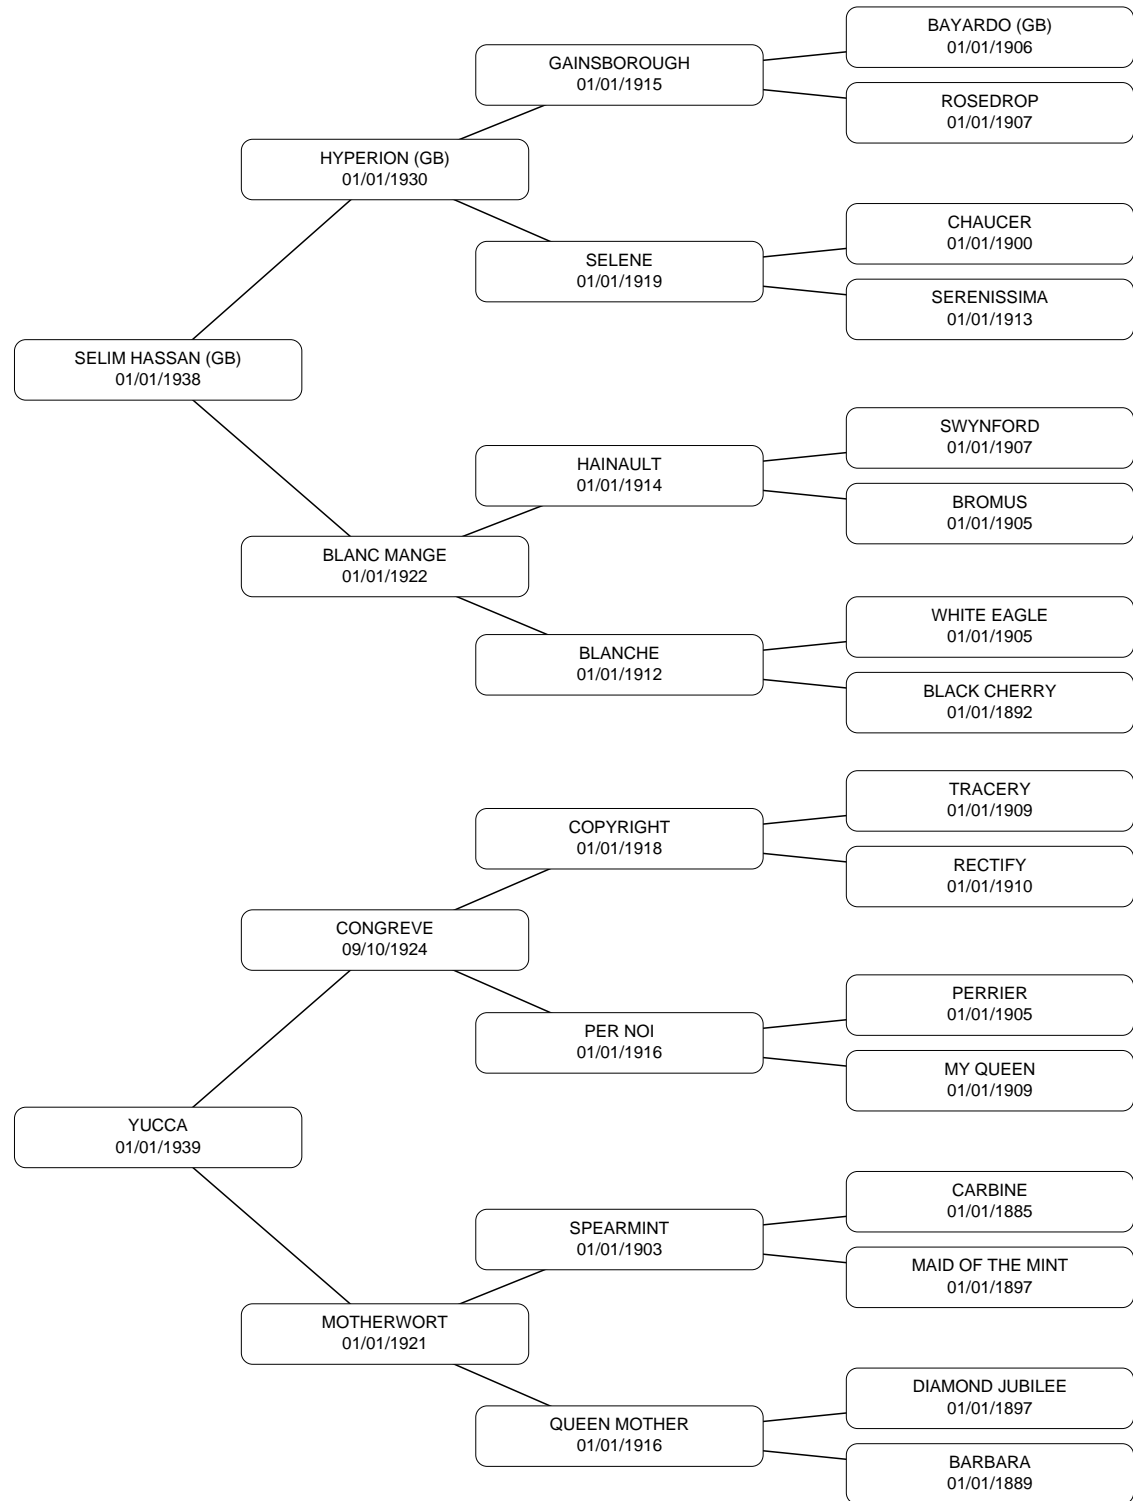 BAYARDO (GB)
01/01/1906
GAINSBOROUGH
01/01/1915
ROSEDROP
01/01/1907
HYPERION (GB)
01/01/1930
CHAUCER
01/01/1900
SELENE
01/01/1919
SERENISSIMA
01/01/1913
SELIM HASSAN (GB)
01/01/1938
SWYNFORD
01/01/1907
HAINAULT
01/01/1914
BROMUS
01/01/1905
BLANC MANGE
01/01/1922
WHITE EAGLE
01/01/1905
BLANCHE
01/01/1912
BLACK CHERRY
01/01/1892
TRACERY
01/01/1909
COPYRIGHT
01/01/1918
RECTIFY
01/01/1910
CONGREVE
09/10/1924
PERRIER
01/01/1905
PER NOI
01/01/1916
MY QUEEN
01/01/1909
YUCCA
01/01/1939
CARBINE
01/01/1885
SPEARMINT
01/01/1903
MAID OF THE MINT
01/01/1897
MOTHERWORT
01/01/1921
DIAMOND JUBILEE
01/01/1897
QUEEN MOTHER
01/01/1916
BARBARA
01/01/1889